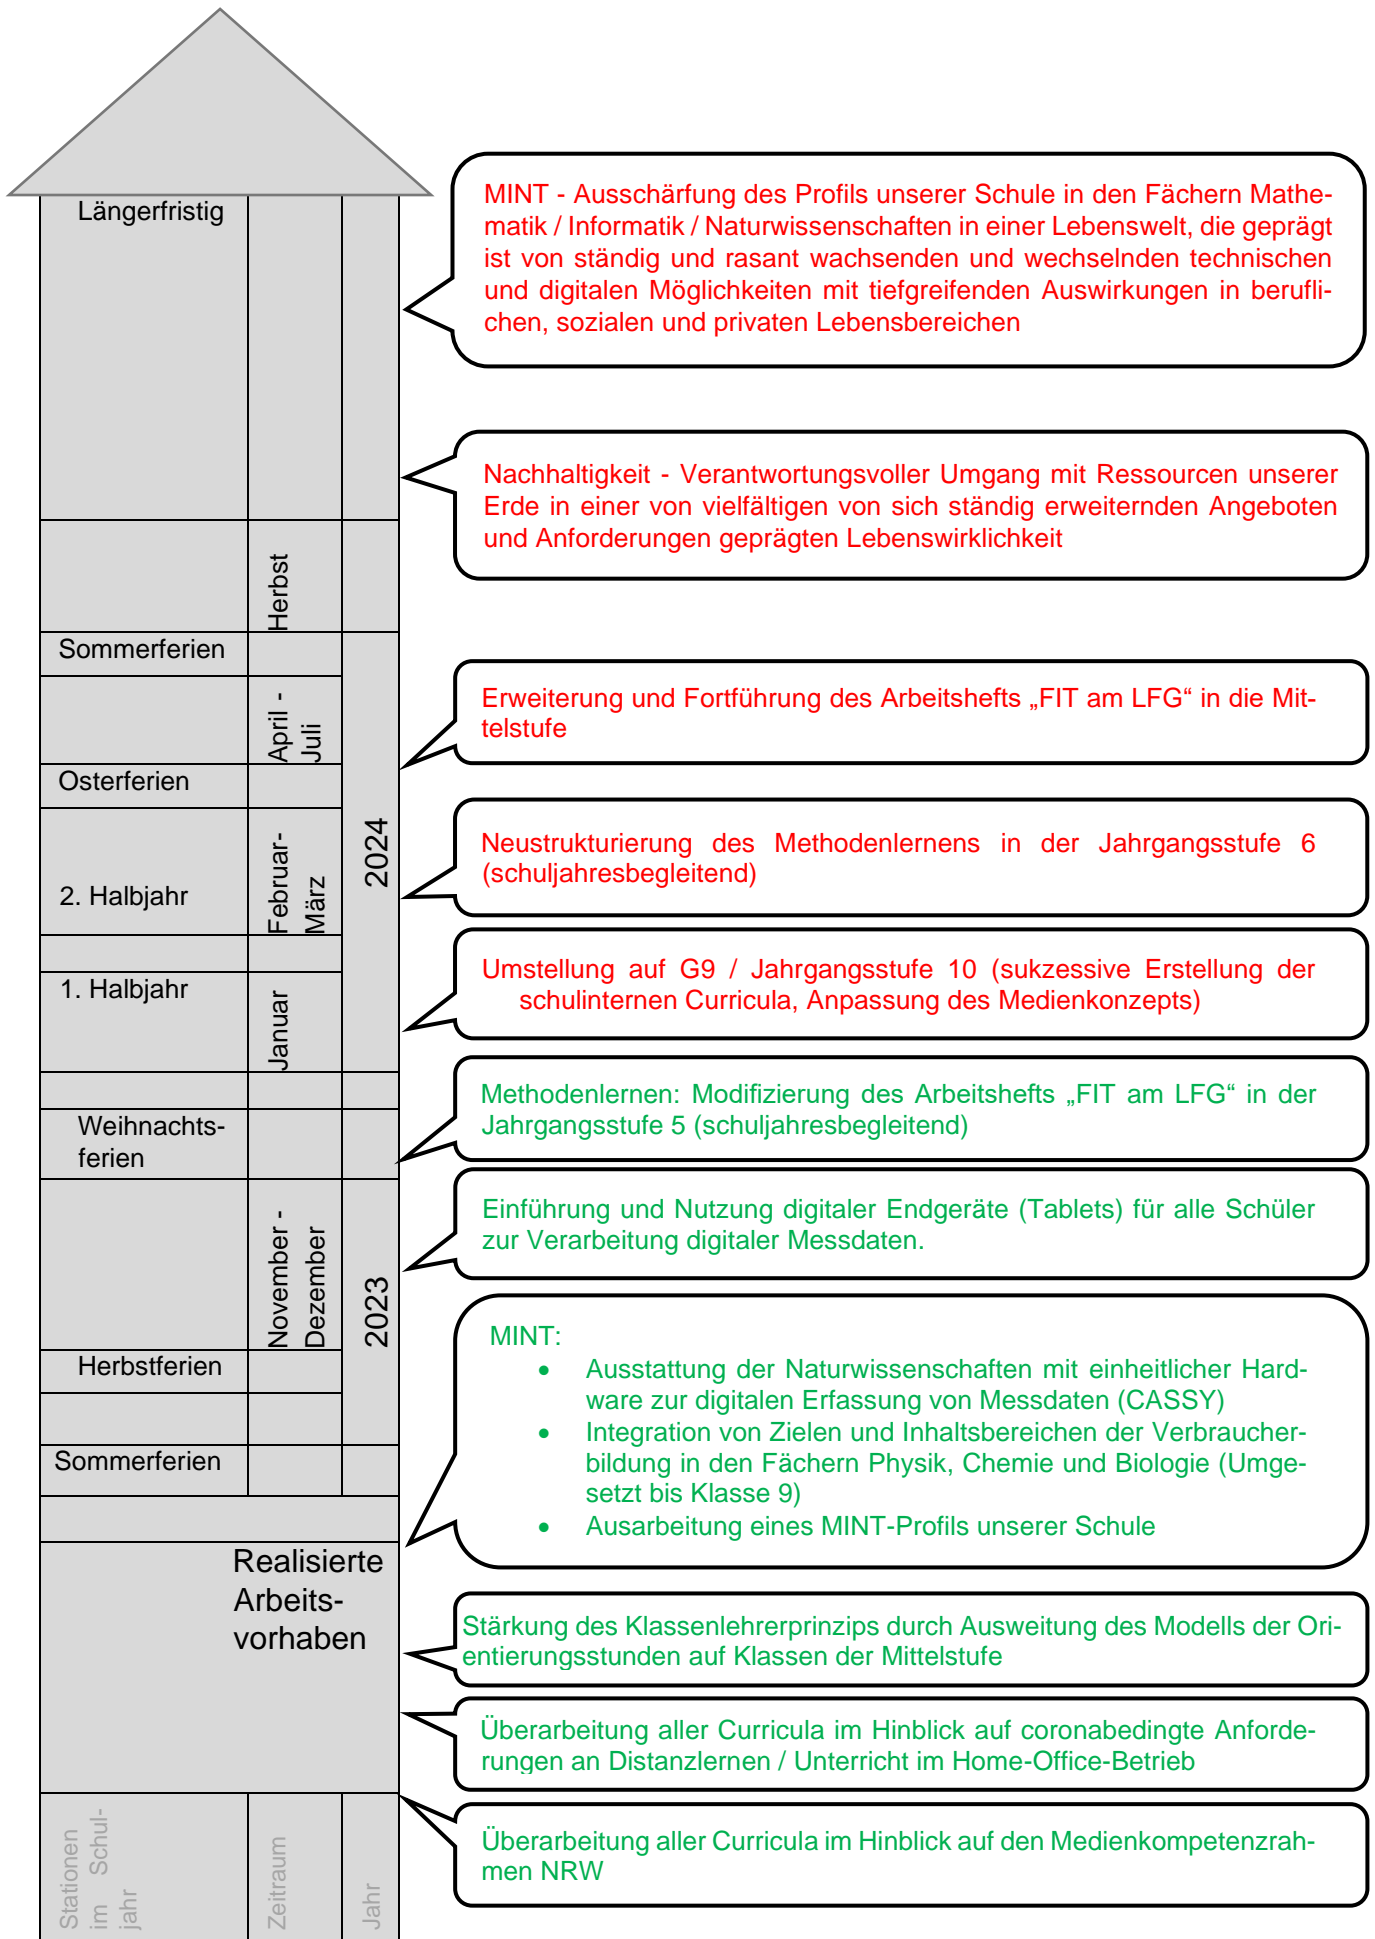 Längerfristig
MINT - Ausschärfung des Profils unserer Schule in den Fächern Mathe-
matik / Informatik / Naturwissenschaften in einer Lebenswelt, die geprägt
ist von ständig und rasant wachsenden und wechselnden technischen
und digitalen Möglichkeiten mit tiefgreifenden Auswirkungen in berufli-
chen, sozialen und privaten Lebensbereichen
Nachhaltigkeit - Verantwortungsvoller Umgang mit Ressourcen unserer
Erde in einer von vielfältigen von sich ständig erweiternden Angeboten
und Anforderungen geprägten Lebenswirklichkeit
Herbst
Sommerferien
April -
Juli
Erweiterung und Fortführung des Arbeitshefts „FIT am LFG“ in die Mit-
telstufe
Osterferien
2024
Februar-
März
2. Halbjahr
Neustrukturierung des Methodenlernens in der Jahrgangsstufe 6
(schuljahresbegleitend)
1. Halbjahr
Januar
Umstellung auf G9 / Jahrgangsstufe 10 (sukzessive Erstellung der
schulinternen Curricula, Anpassung des Medienkonzepts)
Weihnachts-
ferien
Methodenlernen: Modifizierung des Arbeitshefts „FIT am LFG“ in der
Jahrgangsstufe 5 (schuljahresbegleitend)
November -
Dezember
2023
Einführung und Nutzung digitaler Endgeräte (Tablets) für alle Schüler
zur Verarbeitung digitaler Messdaten.
Herbstferien
Sommerferien
MINT:
• Ausstattung der Naturwissenschaften mit einheitlicher Hard-
ware zur digitalen Erfassung von Messdaten (CASSY)
• Integration von Zielen und Inhaltsbereichen der Verbraucher-
bildung in den Fächern Physik, Chemie und Biologie (Umge-
setzt bis Klasse 9)
• Ausarbeitung eines MINT-Profils unserer Schule
Realisierte
Arbeits-
vorhaben
Stärkung des Klassenlehrerprinzips durch Ausweitung des Modells der Ori-
entierungsstunden auf Klassen der Mittelstufe
Überarbeitung aller Curricula im Hinblick auf coronabedingte Anforde-
rungen an Distanzlernen / Unterricht im Home-Office-Betrieb
Überarbeitung aller Curricula im Hinblick auf den Medienkompetenzrah-
men NRW
Stationen
im Schul-
jahr
Zeitraum
Jahr